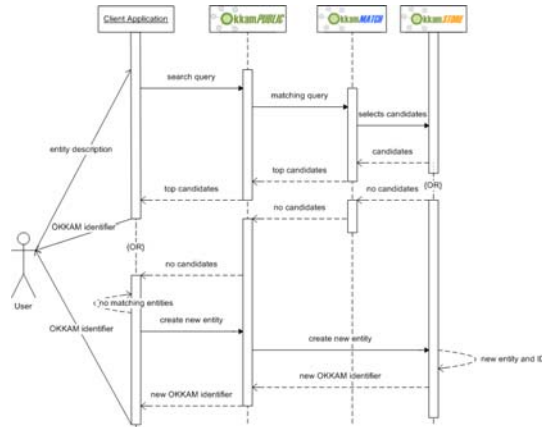 Client Application
OkkamPUBLIC
OkkamMATCH
OkkamSTORE
search query
matching query
selects candidates
entity description
candidates
top candidates
top candidates
no candidates
{OR}
no candidates
OKKAM identifier
{OR}
no candidates
User
no matching entities
OKKAM identifier
create new entity
create new entity
new entity and ID
new OKKAM identifier
new OKKAM identifier